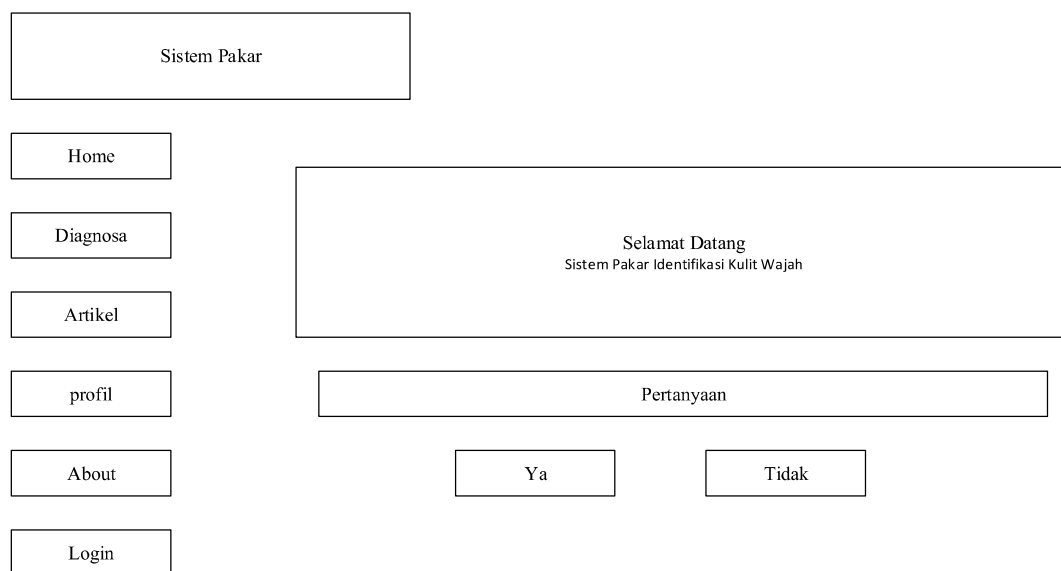 Sistem Pakar
Home
Diagnosa
Artikel
profil
About
Login
Selamat Datang
Sistem Pakar Identifikasi Kulit Wajah
Pertanyaan
Ya
Tidak